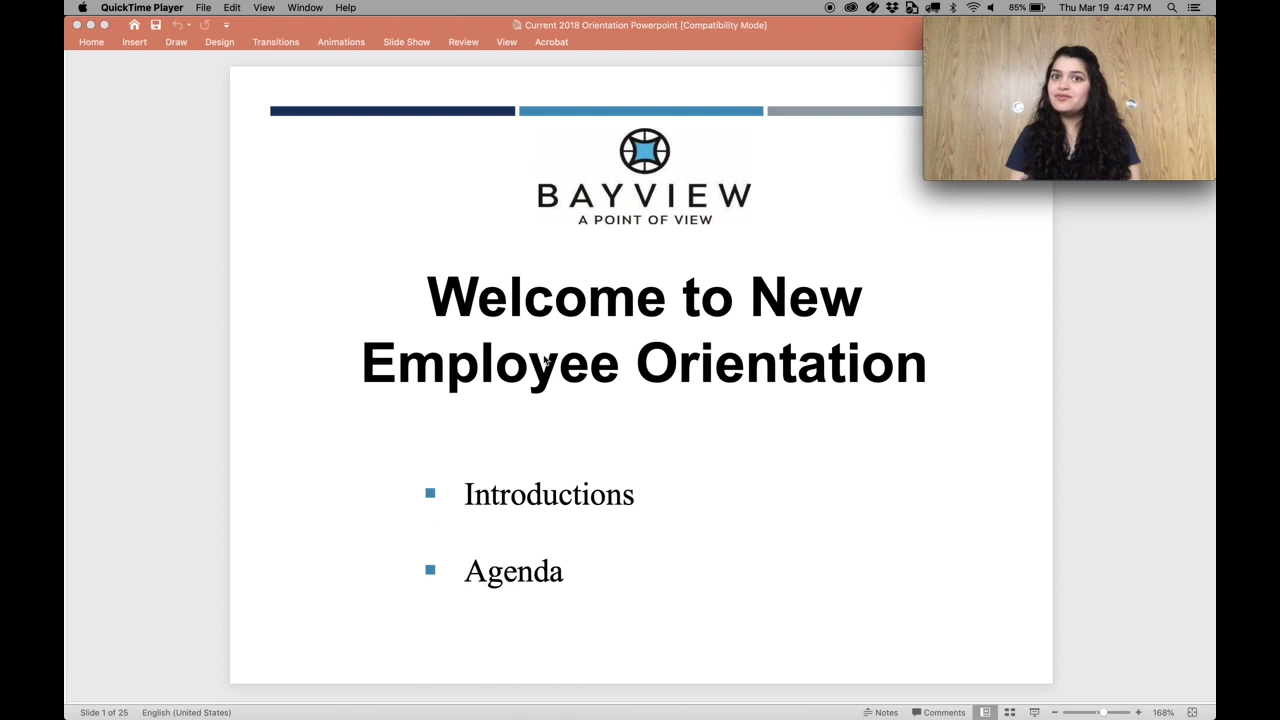 QuickTime Player File Edit View Window Help 85% Thu Mar 19 4:47 PM
Current 2018 Orientation Powerpoint [Compatibility Mode]
Home Insert Draw Design Transitions Animations Slide Show Review View Acrobat
BAYVIEW
A POINT OF VIEW
Welcome to New
Employee Orientation
Introductions
Agenda
Slide 1 of 25 English (United States) Notes Comments 168%